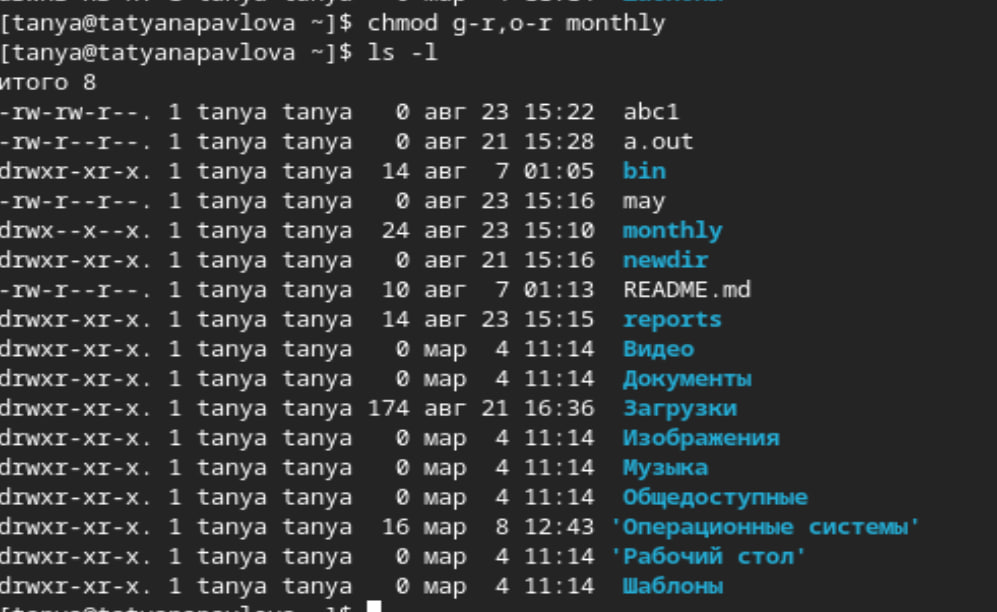 [tanya@tatyanapavlova ~]$ chmod g-r,o-r monthly
[tanya@tatyanapavlova ~]$ ls -l
итого 8
-rw-rw-r--. 1 tanya tanya   0 авг 23 15:22  abc1
-rw-r--r--. 1 tanya tanya   0 авг 21 15:28  a.out
drwxr-xr-x. 1 tanya tanya  14 авг  7 01:05  bin
-rw-r--r--. 1 tanya tanya   0 авг 23 15:16  may
drwx--x--x. 1 tanya tanya  24 авг 23 15:10  monthly
drwxr-xr-x. 1 tanya tanya   0 авг 21 15:16  newdir
-rw-r--r--. 1 tanya tanya  10 авг  7 01:13  README.md
drwxr-xr-x. 1 tanya tanya  14 авг 23 15:15  reports
drwxr-xr-x. 1 tanya tanya   0 мар  4 11:14  Видео
drwxr-xr-x. 1 tanya tanya   0 мар  4 11:14  Документы
drwxr-xr-x. 1 tanya tanya 174 авг 21 16:36  Загрузки
drwxr-xr-x. 1 tanya tanya   0 мар  4 11:14  Изображения
drwxr-xr-x. 1 tanya tanya   0 мар  4 11:14  Музыка
drwxr-xr-x. 1 tanya tanya   0 мар  4 11:14  Общедоступные
drwxr-xr-x. 1 tanya tanya  16 мар  8 12:43 'Операционные системы'
drwxr-xr-x. 1 tanya tanya   0 мар  4 11:14 'Рабочий стол'
drwxr-xr-x. 1 tanya tanya   0 мар  4 11:14  Шаблоны
[tanya@tatyanapavlova ~]$